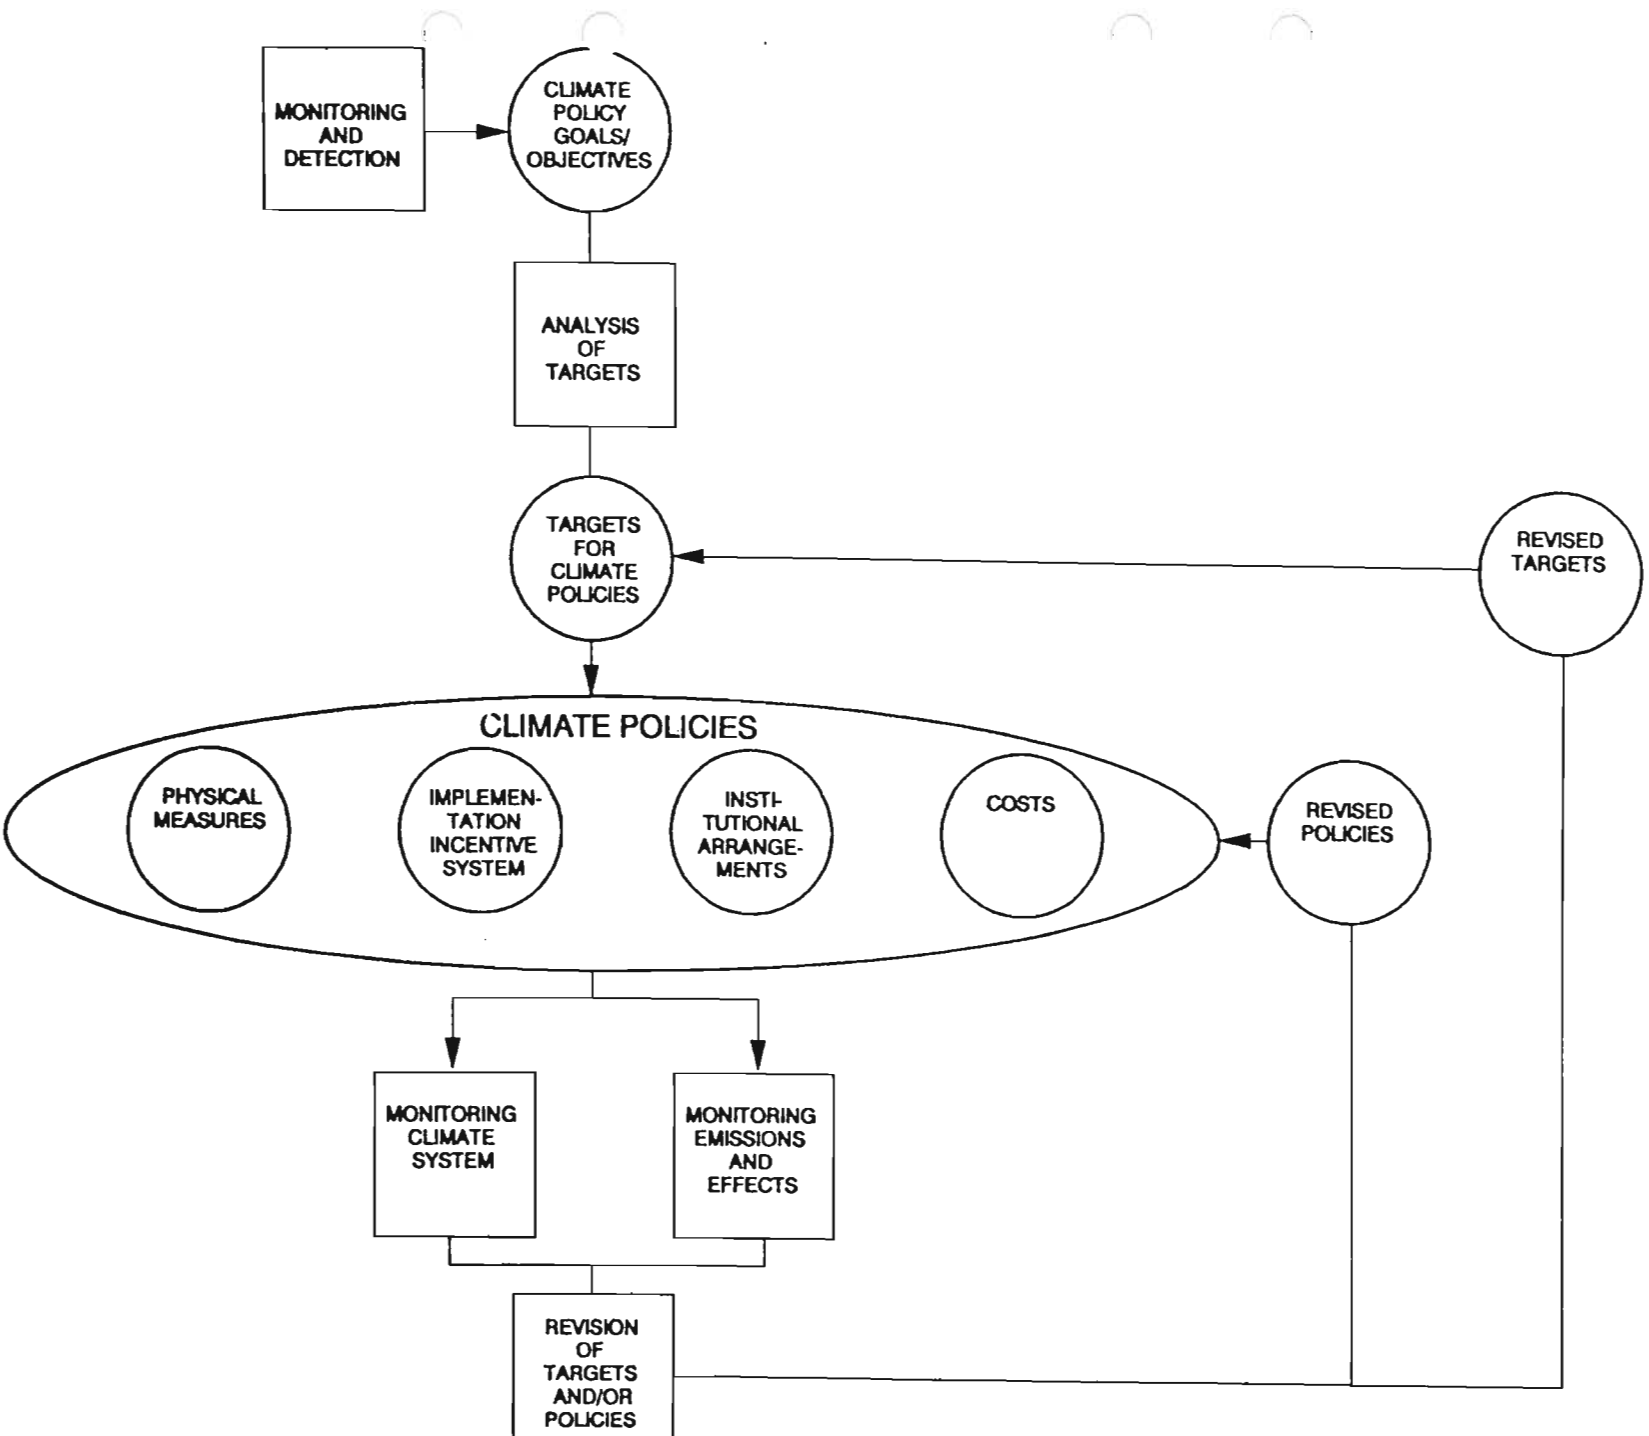 MONITORING
AND
DETECTION
CLIMATE
POLICY
GOALS/
OBJECTIVES
ANALYSIS
OF
TARGETS
TARGETS
FOR
CLIMATE
POLICIES
REVISED
TARGETS
CLIMATE POLICIES
PHYSICAL
MEASURES
IMPLEMEN-
TATION
INCENTIVE
SYSTEM
INSTI-
TUTIONAL
ARRANGE-
MENTS
COSTS
REVISED
POLICIES
MONITORING
CLIMATE
SYSTEM
MONITORING
EMISSIONS
AND
EFFECTS
REVISION
OF
TARGETS
AND/OR
POLICIES